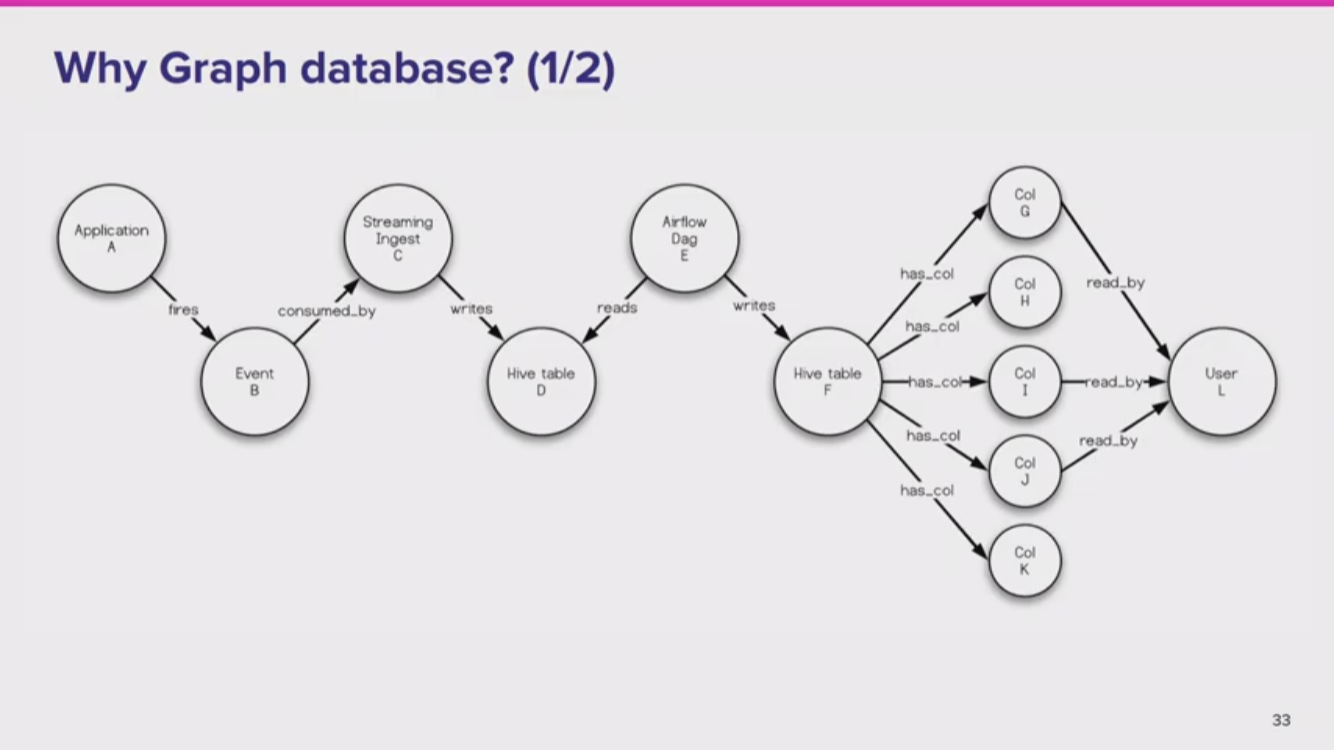 Why Graph database? (1/2)
Application
A
fires
Event
B
consumed_by
Streaming
Ingest
C
writes
Hive table
D
reads
Airflow
Dag
E
writes
Hive table
F
has_col
has_col
has_col
has_col
has_col
Col
G
Col
H
Col
I
Col
J
Col
K
read_by
read_by
read_by
User
L
33